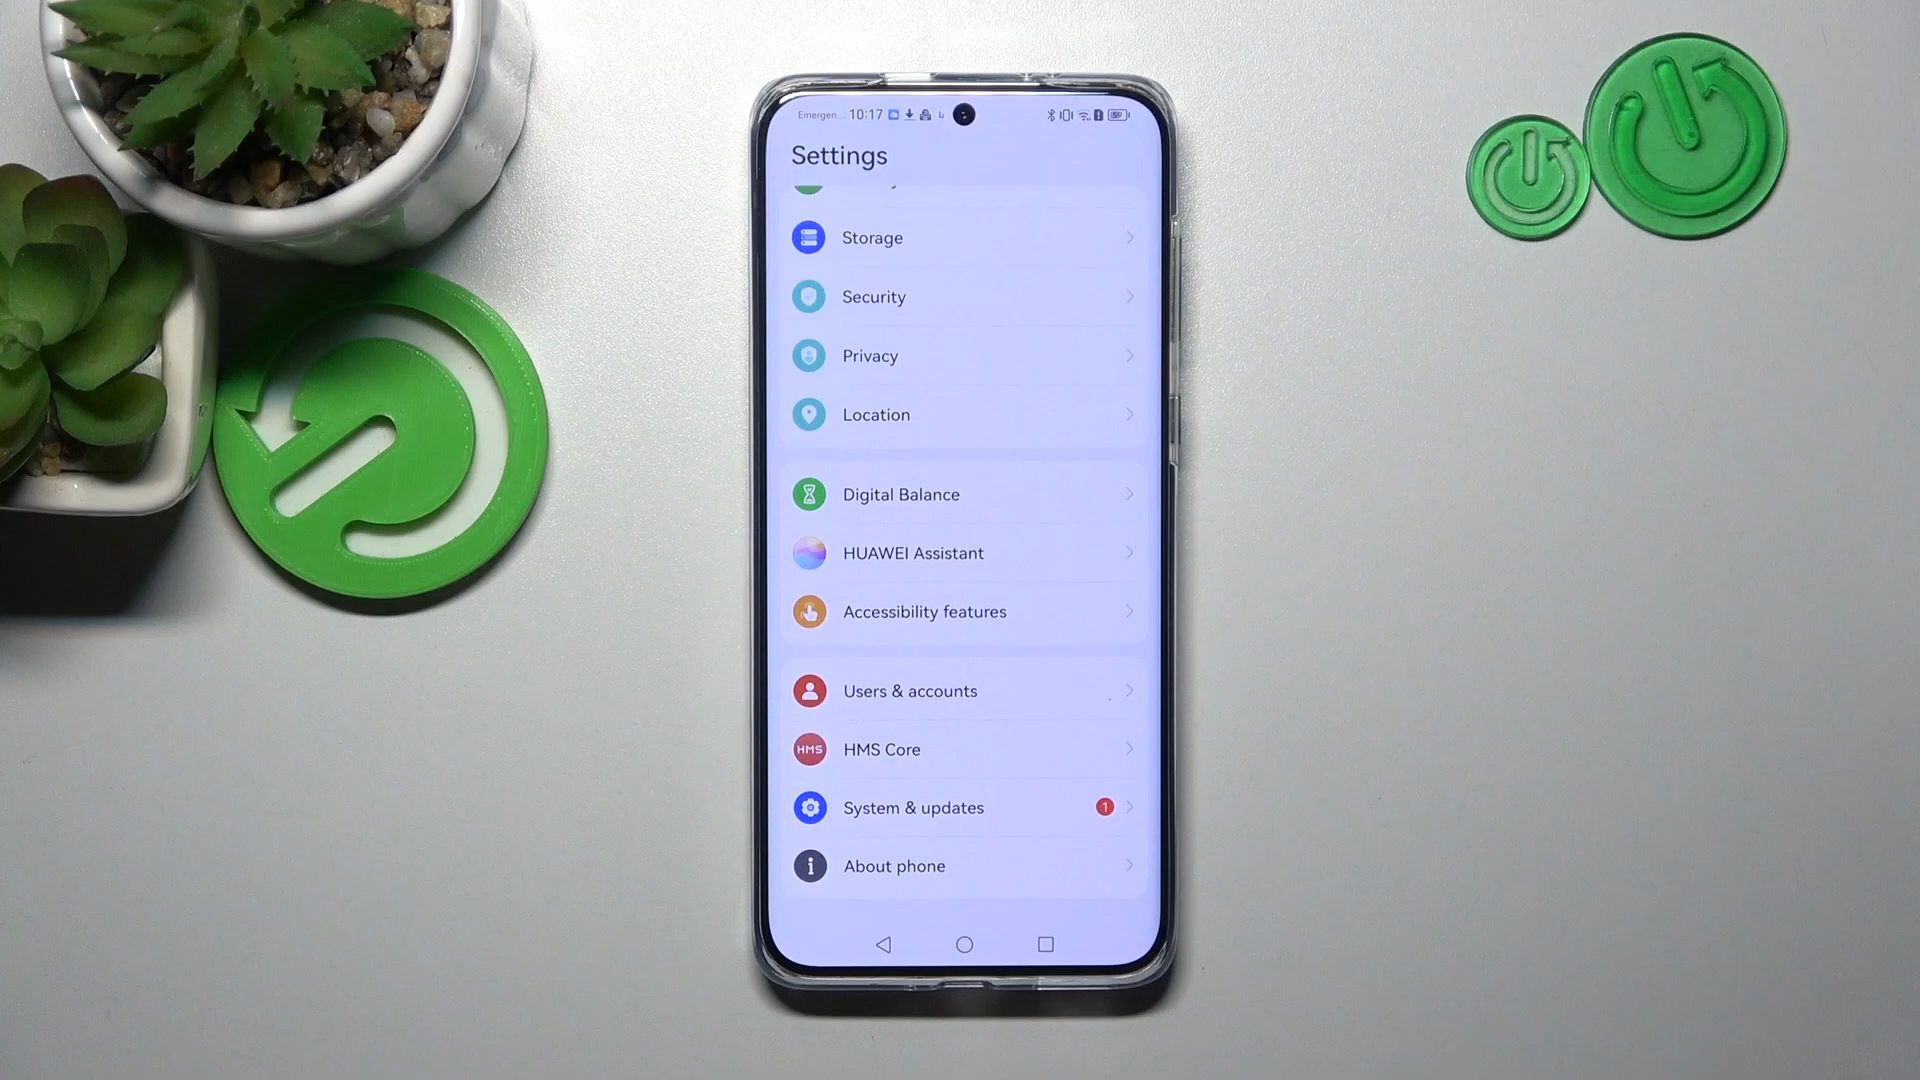 Emergen... 10:17
Settings
Storage
Security
Privacy
Location
Digital Balance
HUAWEI Assistant
Accessibility features
Users & accounts
HMS
HMS Core
System & updates 1
About phone